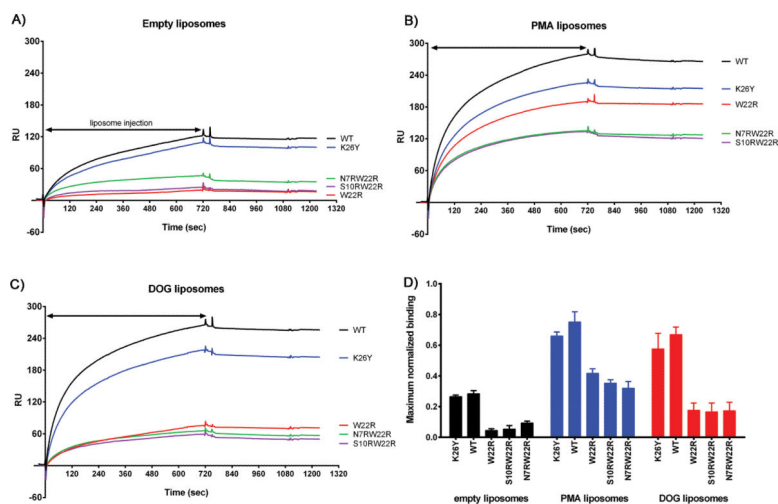 A)
Empty liposomes
300
240
180
120
60
-60
RU
liposome injection
WT
K26Y
N7RW22R
S10RW22R
W22R
120 240 360 480 600 720 840 960 1080 1200 1320
Time (sec)
B)
PMA liposomes
300
240
180
120
60
-60
RU
WT
K26Y
W22R
N7RW22R
S10RW22R
120 240 360 480 600 720 840 960 1080 1200 1320
Time (sec)
C)
DOG liposomes
300
240
180
120
60
-60
RU
WT
K26Y
W22R
N7RW22R
S10RW22R
120 240 360 480 600 720 840 960 1080 1200 1320
Time (sec)
D)
1.0
0.8
0.6
0.4
0.2
0.0
Maximum normalized binding
K26Y
WT
W22R
S10RW22R
N7RW22R
K26Y
WT
W22R
S10RW22R
N7RW22R
K26Y
WT
W22R
S10RW22R
N7RW22R
empty liposomes PMA liposomes DOG liposomes